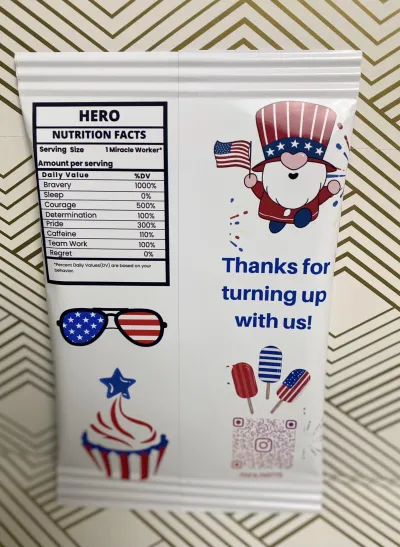 HERO
NUTRITION FACTS
Serving Size 1 Miracle Worker*
Amount per serving
Daily Value %DV
Bravery 1000%
Sleep 0%
Courage 500%
Determination 100%
Pride 300%
Caffeine 110%
Team Work 100%
Regret 0%
*Percent Daily Values(DV) are based on your
behavior.
Thanks for
turning up
with us!